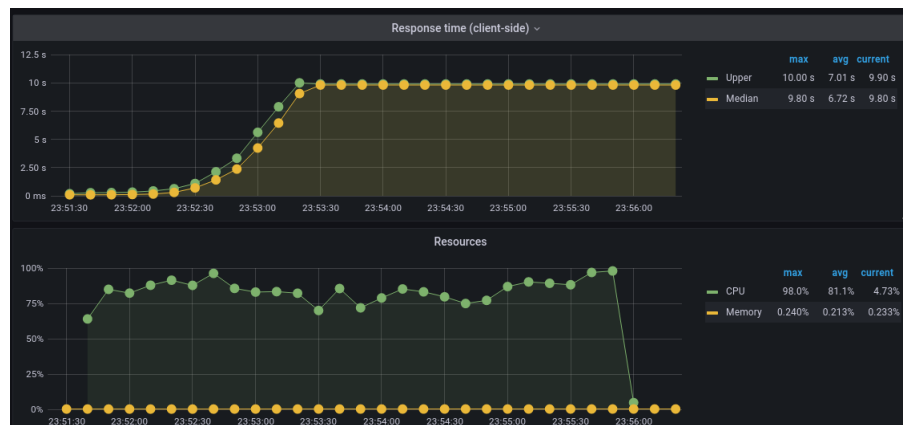 Response time (client-side)
12.5 s
10 s
7.50 s
5 s
2.50 s
0 ms
23:51:30 23:52:00 23:52:30 23:53:00 23:53:30 23:54:00 23:54:30 23:55:00 23:55:30 23:56:00
max avg current
Upper 10.00 s 7.01 s 9.90 s
Median 9.80 s 6.72 s 9.80 s
Resources
100%
75%
50%
25%
0%
23:51:30 23:52:00 23:52:30 23:53:00 23:53:30 23:54:00 23:54:30 23:55:00 23:55:30 23:56:00
max avg current
CPU 98.0% 81.1% 4.73%
Memory 0.240% 0.213% 0.233%